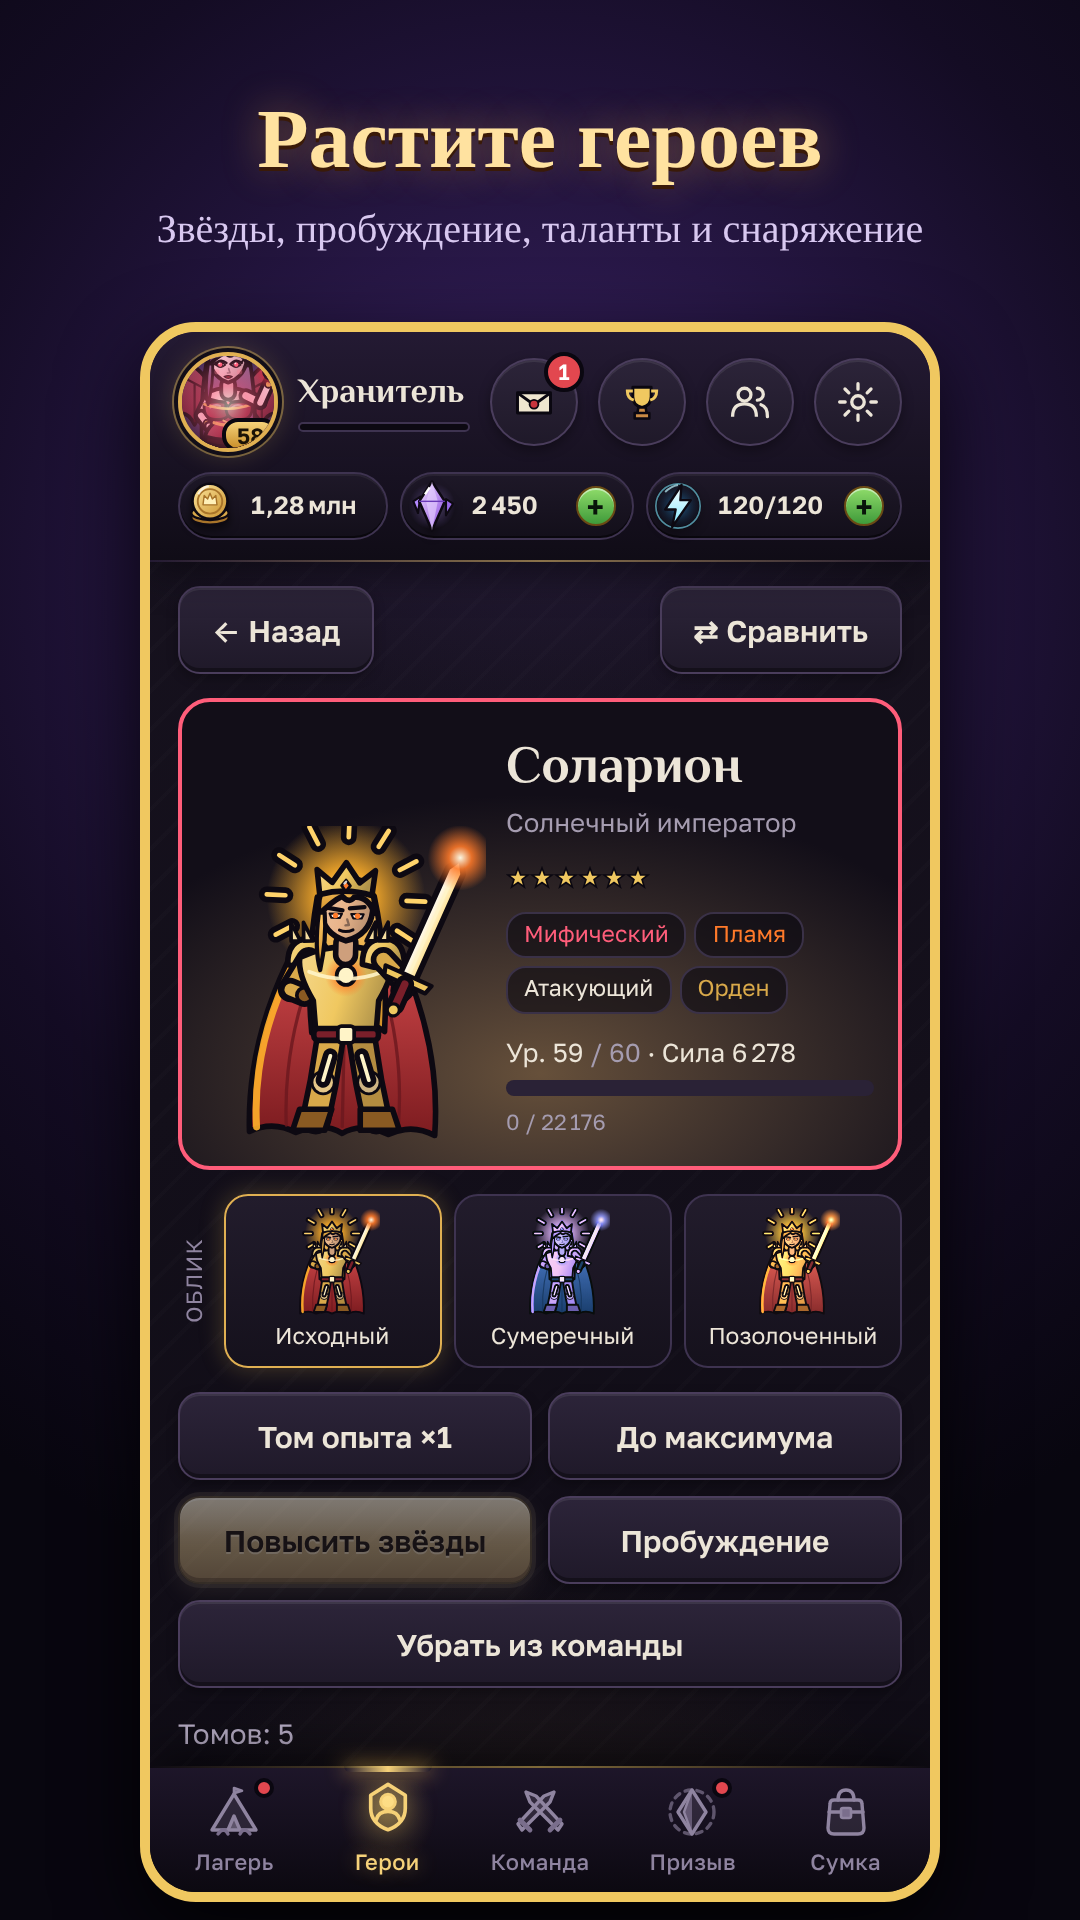 Растите героев
Звёзды, пробуждение, таланты и снаряжение
Хранитель
1
58
1,28 млн
2 450
+
120/120
+
← Назад
⇄ Сравнить
Соларион
Солнечный император
★★★★★★
Мифический
Пламя
Атакующий
Орден
Ур. 59 / 60 · Сила 6 278
0 / 22 176
ОБЛИК
Исходный
Сумеречный
Позолоченный
Том опыта ×1
До максимума
Повысить звёзды
Пробуждение
Убрать из команды
Томов: 5
Лагерь
Герои
Команда
Призыв
Сумка